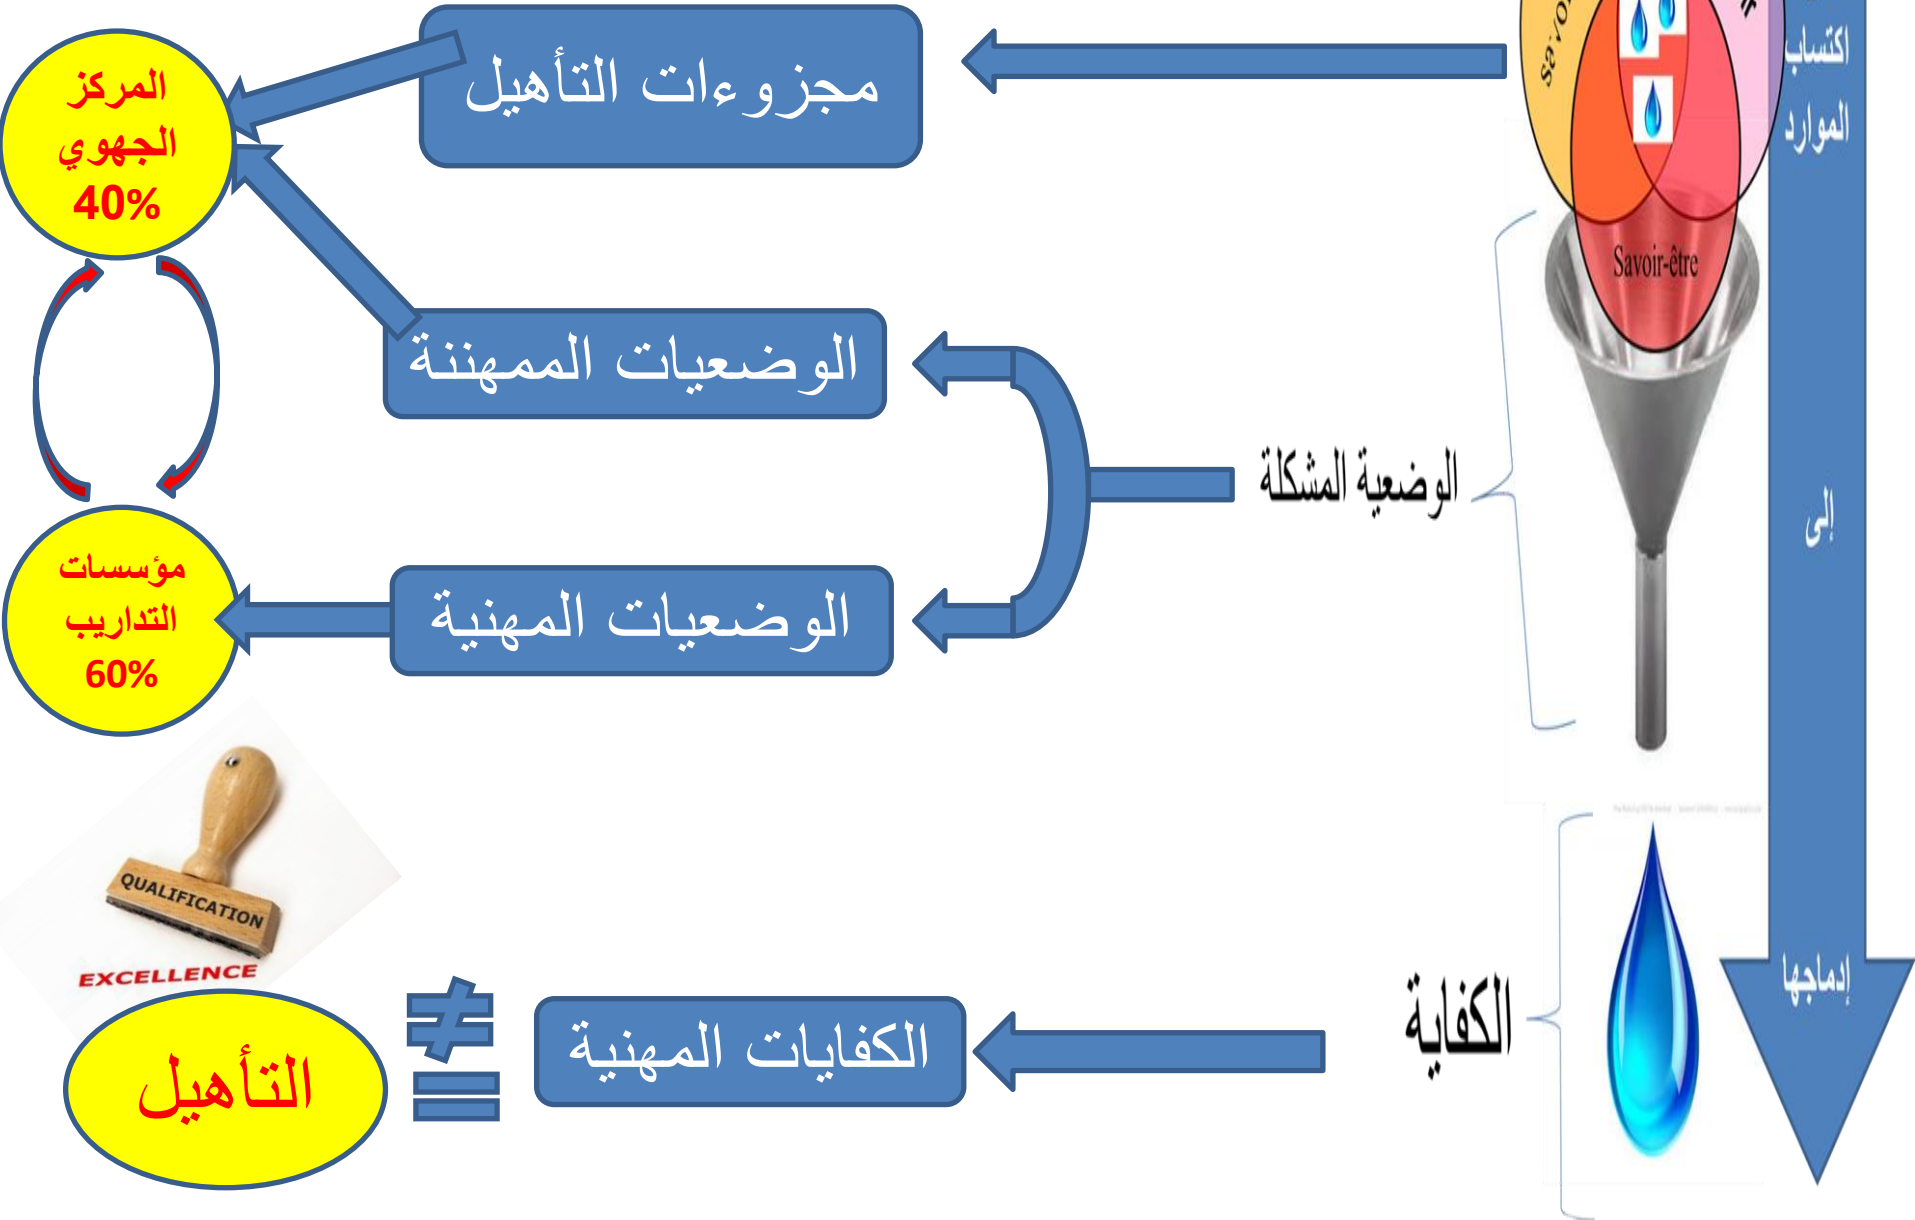 المركز
الجهوي
40%
مجزوءات التأهيل
اكتساب
الموارد
Savoir-être
الوضعيات الممهننة
الوضعية المشكلة
إلى
مؤسسات
التداريب
60%
الوضعيات المهنية
QUALIFICATION
EXCELLENCE
إدماجها
الكفاية
الكفايات المهنية
≠
=
التأهيل